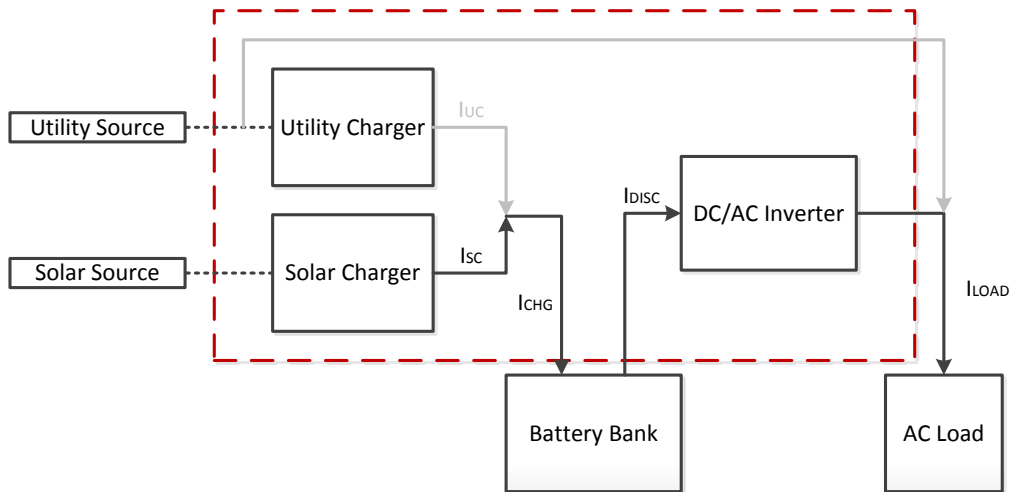 Utility Source
Utility Charger
IUC
Solar Source
Solar Charger
ISC
ICHG
IDISC
DC/AC Inverter
ILOAD
Battery Bank
AC Load